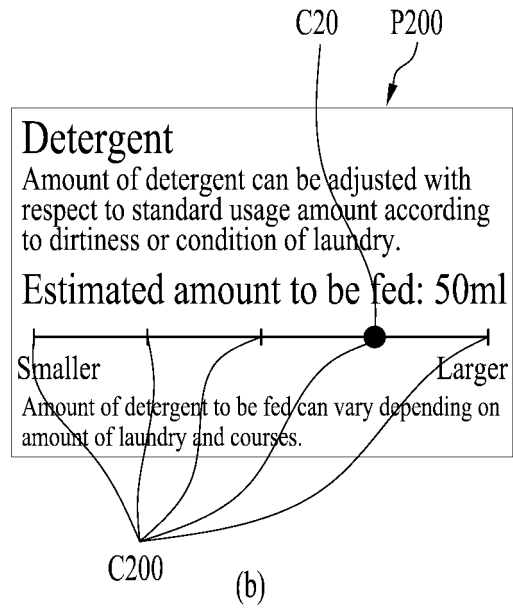 C20 P200
Detergent
Amount of detergent can be adjusted with
respect to standard usage amount according
to dirtiness or condition of laundry.
Estimated amount to be fed: 50ml
Smaller Larger
Amount of detergent to be fed can vary depending on
amount of laundry and courses.
C200
(b)